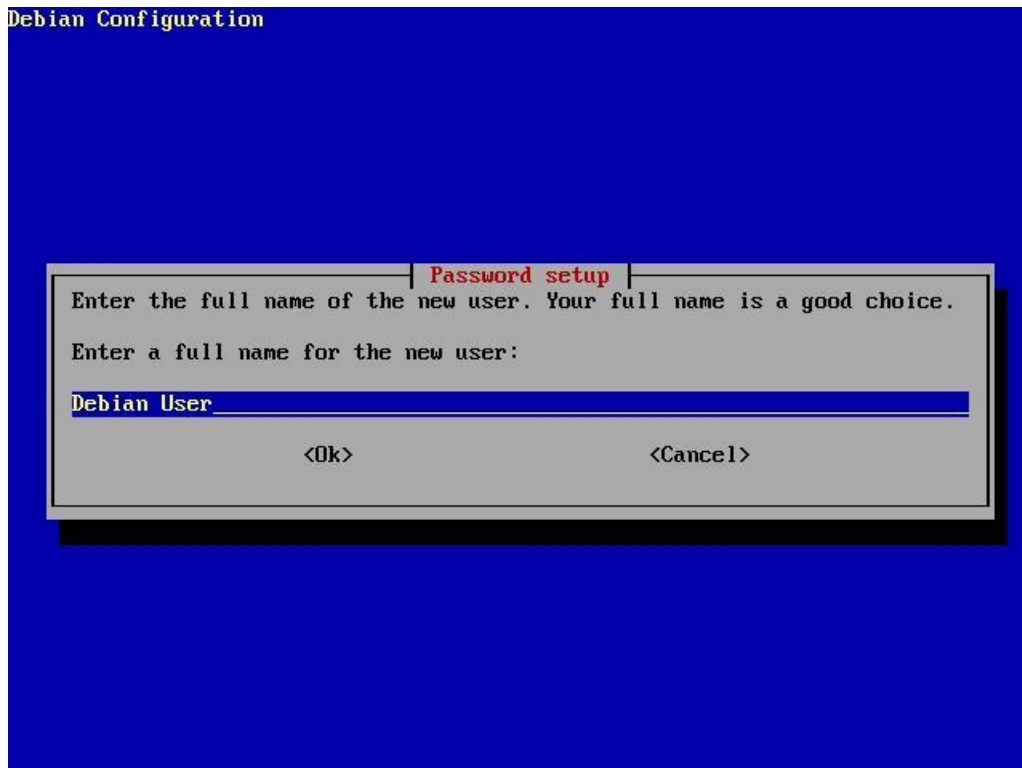 Debian Configuration
Password setup
Enter the full name of the new user. Your full name is a good choice.
Enter a full name for the new user:
Debian User
<Ok> <Cancel>